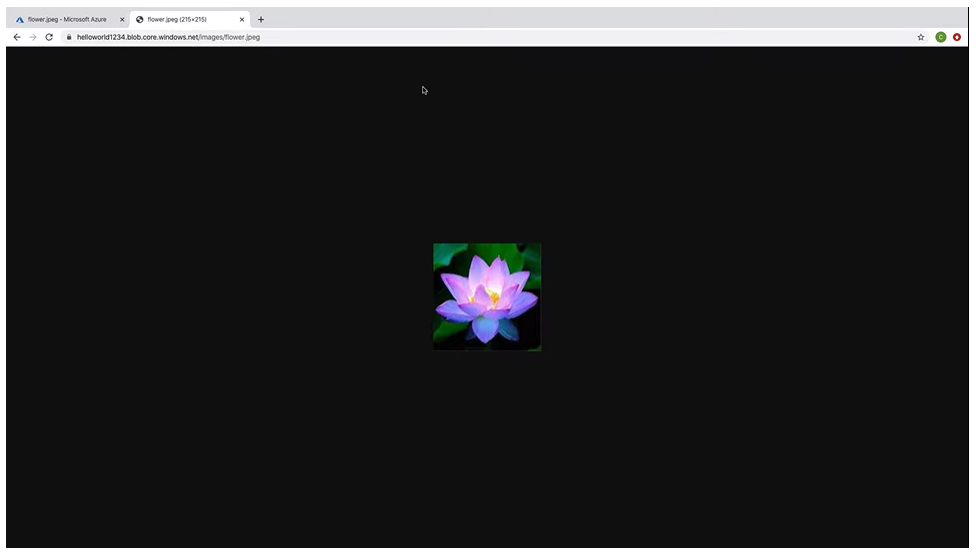 flower.jpeg - Microsoft Azure
flower.jpeg (215×215)
helloworld1234.blob.core.windows.net/images/flower.jpeg
C